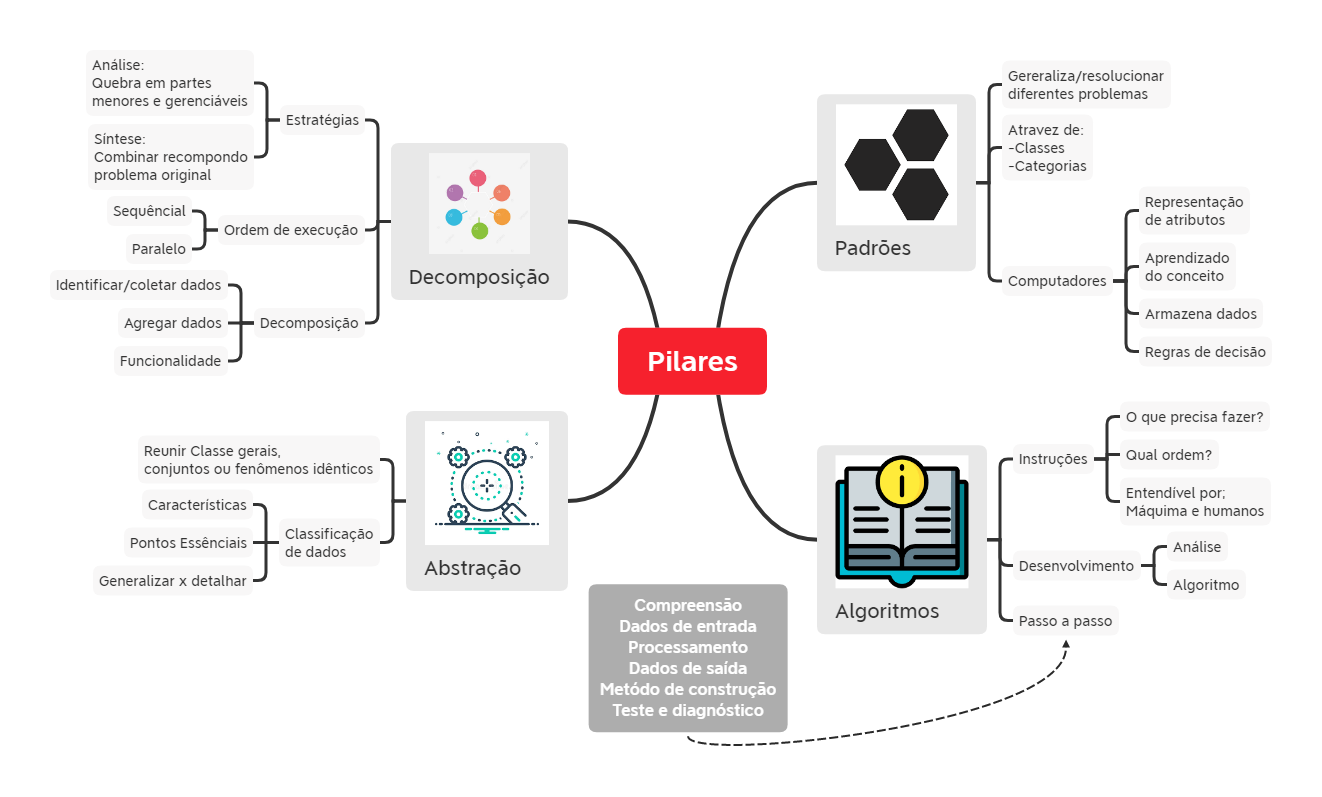 Pilares
Decomposição
Estratégias
Análise:
Quebra em partes
menores e gerenciáveis
Síntese:
Combinar recompondo
problema original
Ordem de execução
Sequêncial
Paralelo
Decomposição
Identificar/coletar dados
Agregar dados
Funcionalidade
Padrões
Gereraliza/resolucionar
diferentes problemas
Atravez de:
-Classes
-Categorias
Computadores
Representação
de atributos
Aprendizado
do conceito
Armazena dados
Regras de decisão
Abstração
Reunir Classe gerais,
conjuntos ou fenômenos idênticos
Classificação
de dados
Características
Pontos Essênciais
Generalizar x detalhar
Algoritmos
Instruções
O que precisa fazer?
Qual ordem?
Entendível por;
Máquima e humanos
Desenvolvimento
Análise
Algoritmo
Passo a passo
Compreensão
Dados de entrada
Processamento
Dados de saída
Metódo de construção
Teste e diagnóstico